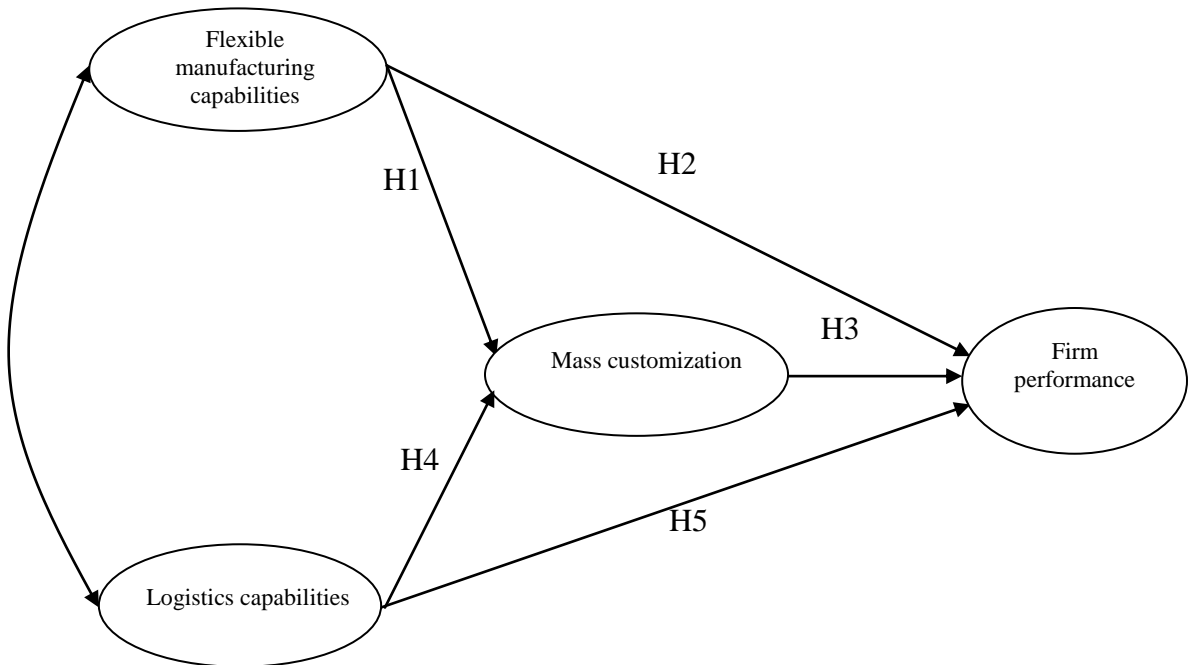 Flexible
manufacturing
capabilities
H2
H1
H3
Mass customization
Firm
performance
H4
H5
Logistics capabilities